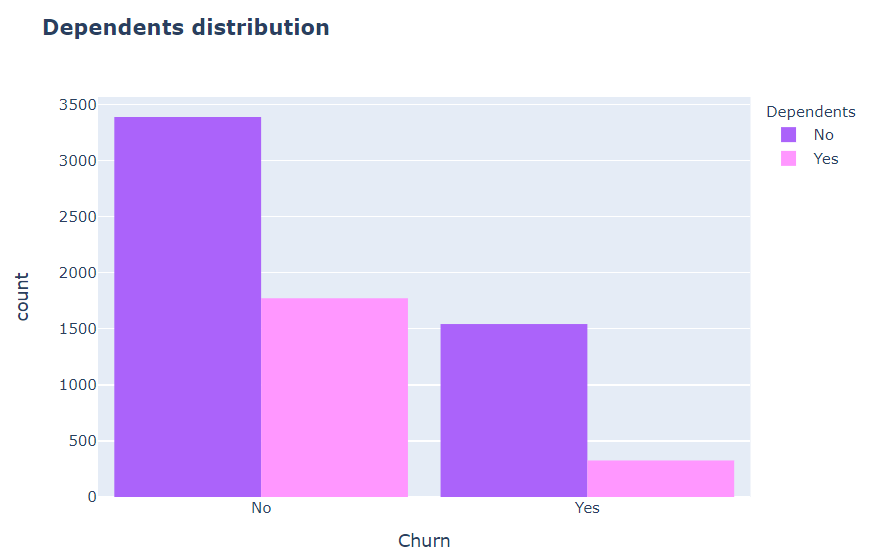 Dependents distribution
3500
3000
2500
2000
1500
1000
500
0
count
No
Yes
Churn
Dependents
No
Yes